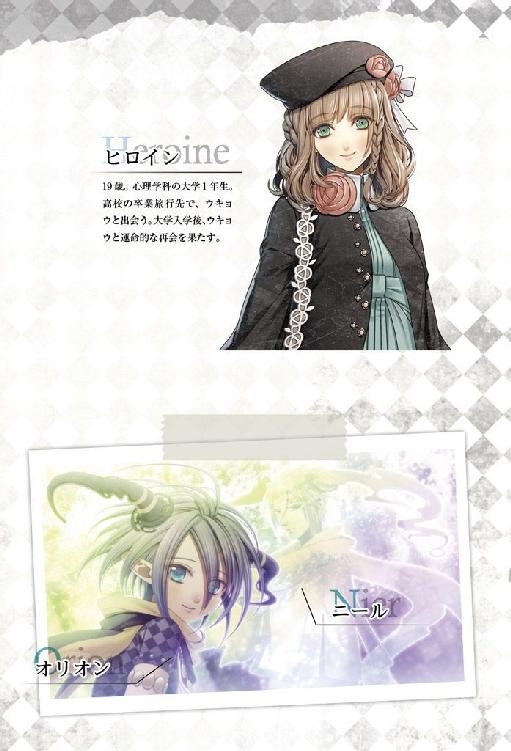 Heroine
ヒロイン
19歳。心理学科の大学1年生。
高校の卒業旅行先で、ウキョ
ウと出会う。大学入学後、ウキョ
ウと運命的な再会を果たす。
Niar
ニール
Orion
オリオン